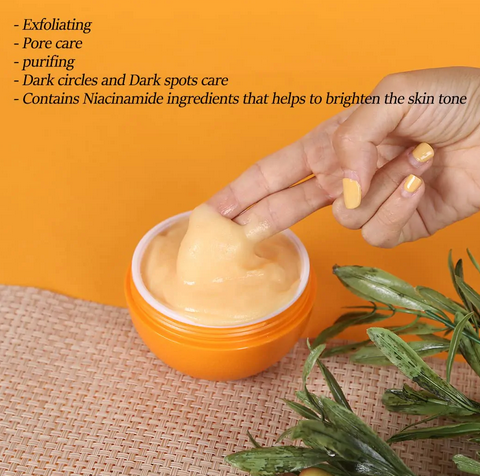 - Exfoliating
- Pore care
- purifing
- Dark circles and Dark spots care
- Contains Niacinamide ingredients that helps to brighten the skin tone